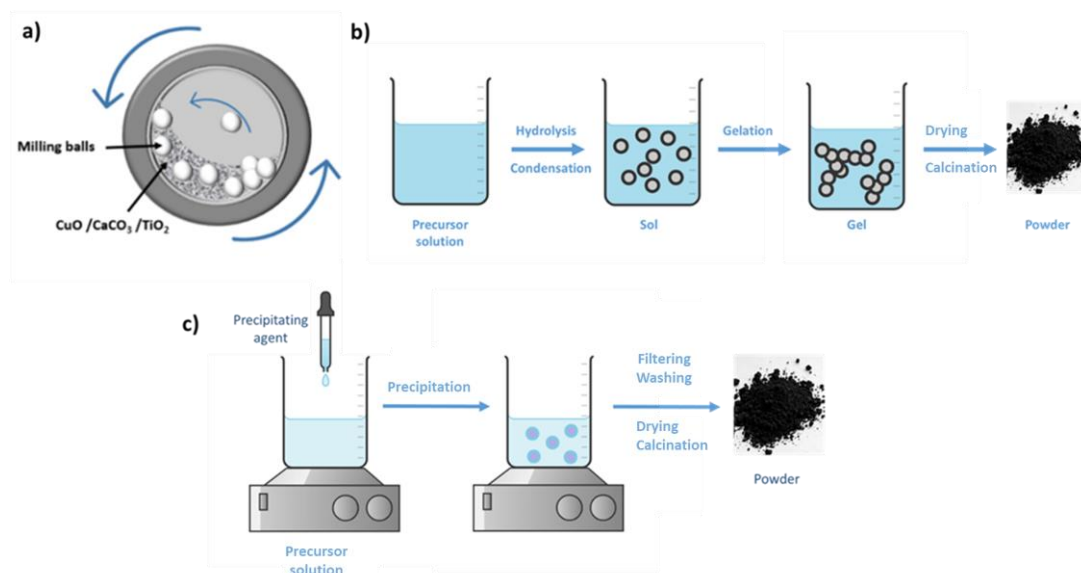 a)
Milling balls
CuO /CaCO₃ /TiO₂
b)
Hydrolysis
Condensation
Gelation
Drying
Calcination
Precursor
solution
Sol
Gel
Powder
c)
Precipitating
agent
Precipitation
Filtering
Washing
Drying
Calcination
Powder
Precursor
solution